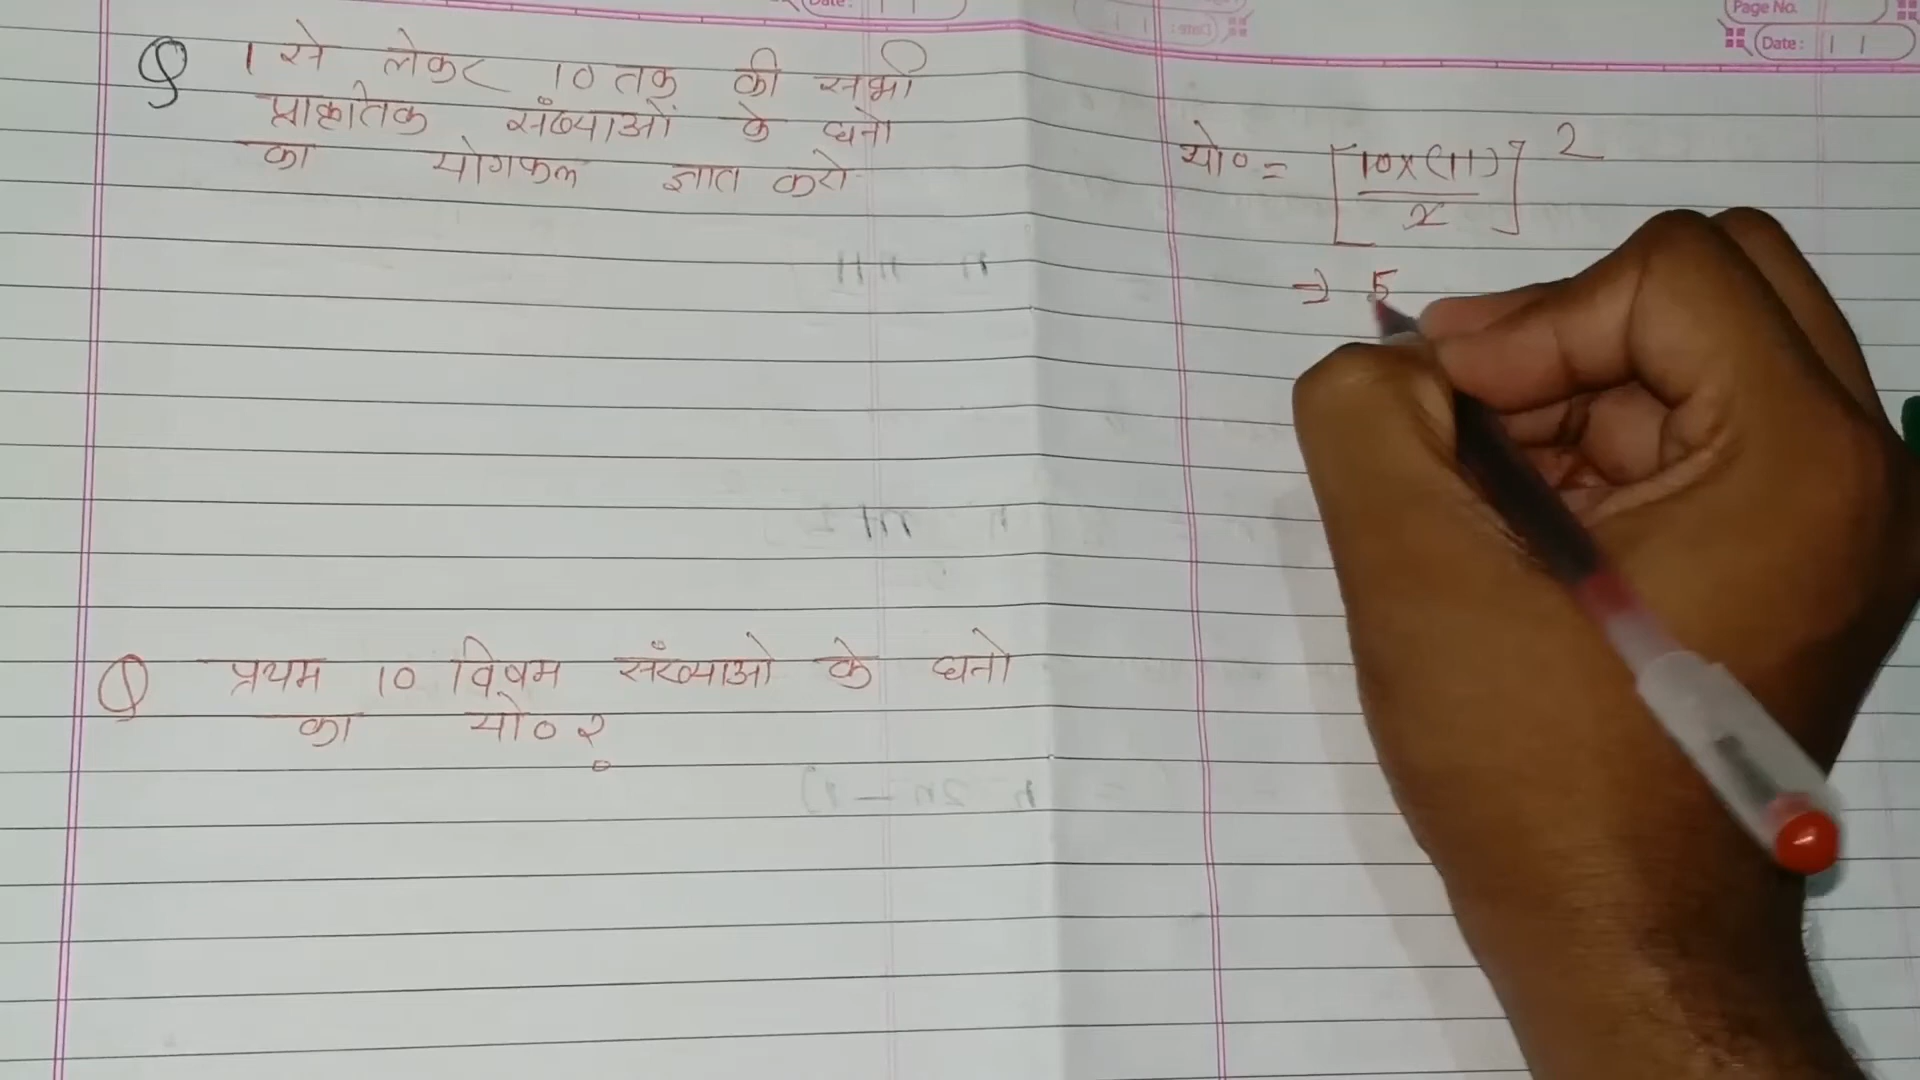 Date:
Page No.
Date:
Q 1 से लेकर 10 तक की सभी
प्राकृतिक संख्याओं के घनो
का योगफल ज्ञात करो
यो० = [10×(11)/2]²
⇒ 5
Q प्रथम 10 विषम संख्याओ के घनो
का यो० ?